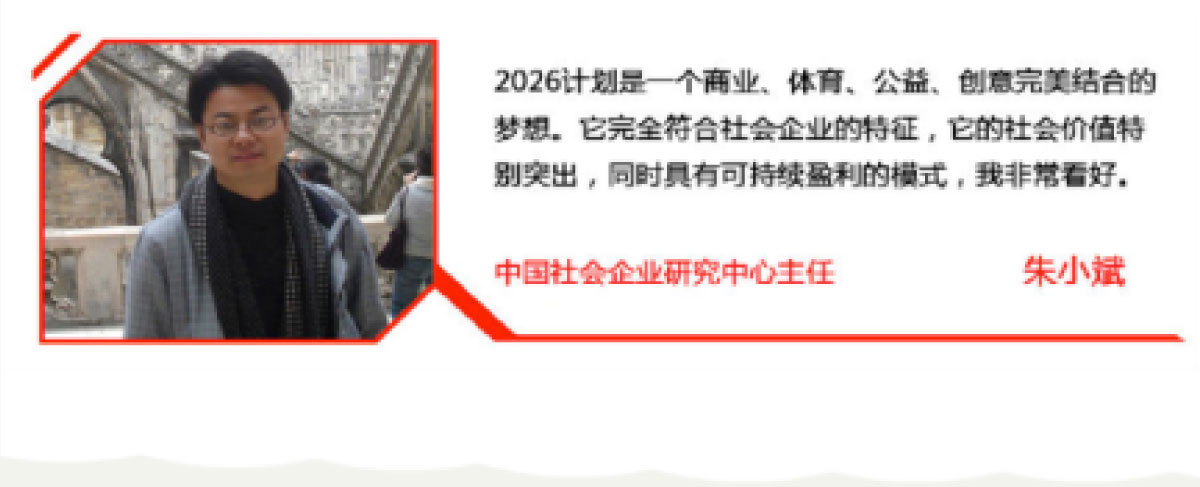 2026计划是一个商业、体育、公益、创意完美结合的
梦想。它完全符合社会企业的特征，它的社会价值特
别突出，同时具有可持续盈利的模式，我非常看好。
中国社会企业研究中心主任 朱小斌